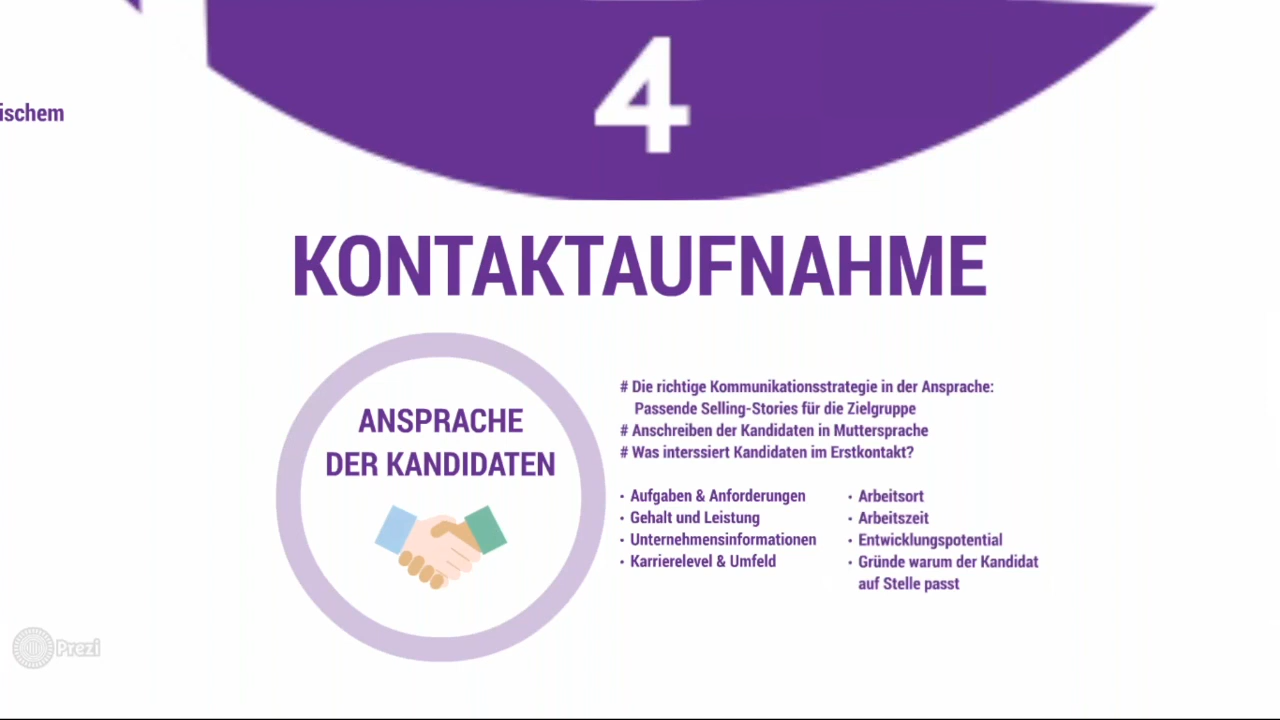 4
ischem
KONTAKTAUFNAHME
ANSPRACHE
DER KANDIDATEN
# Die richtige Kommunikationsstrategie in der Ansprache:
Passende Selling-Stories für die Zielgruppe
# Anschreiben der Kandidaten in Muttersprache
# Was interssiert Kandidaten im Erstkontakt?
· Aufgaben & Anforderungen
· Gehalt und Leistung
· Unternehmensinformationen
· Karrierelevel & Umfeld
· Arbeitsort
· Arbeitszeit
· Entwicklungspotential
· Gründe warum der Kandidat
auf Stelle passt
Prezi